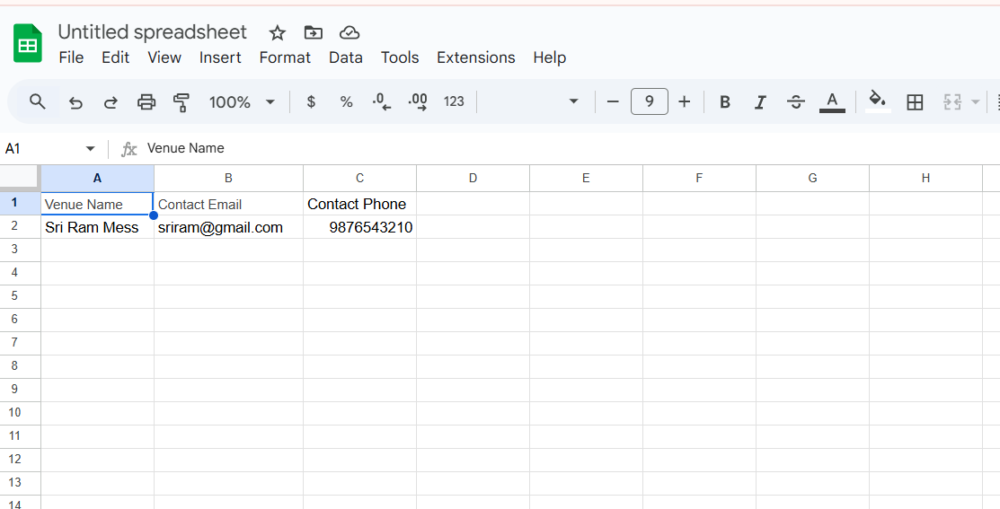 Untitled spreadsheet
File Edit View Insert Format Data Tools Extensions Help
100% $ % .0 .00 123 9 B I A
A1 fx Venue Name
A B C D E F G H
1 Venue Name Contact Email Contact Phone
2 Sri Ram Mess sriram@gmail.com 9876543210
3
4
5
6
7
8
9
10
11
12
13
14